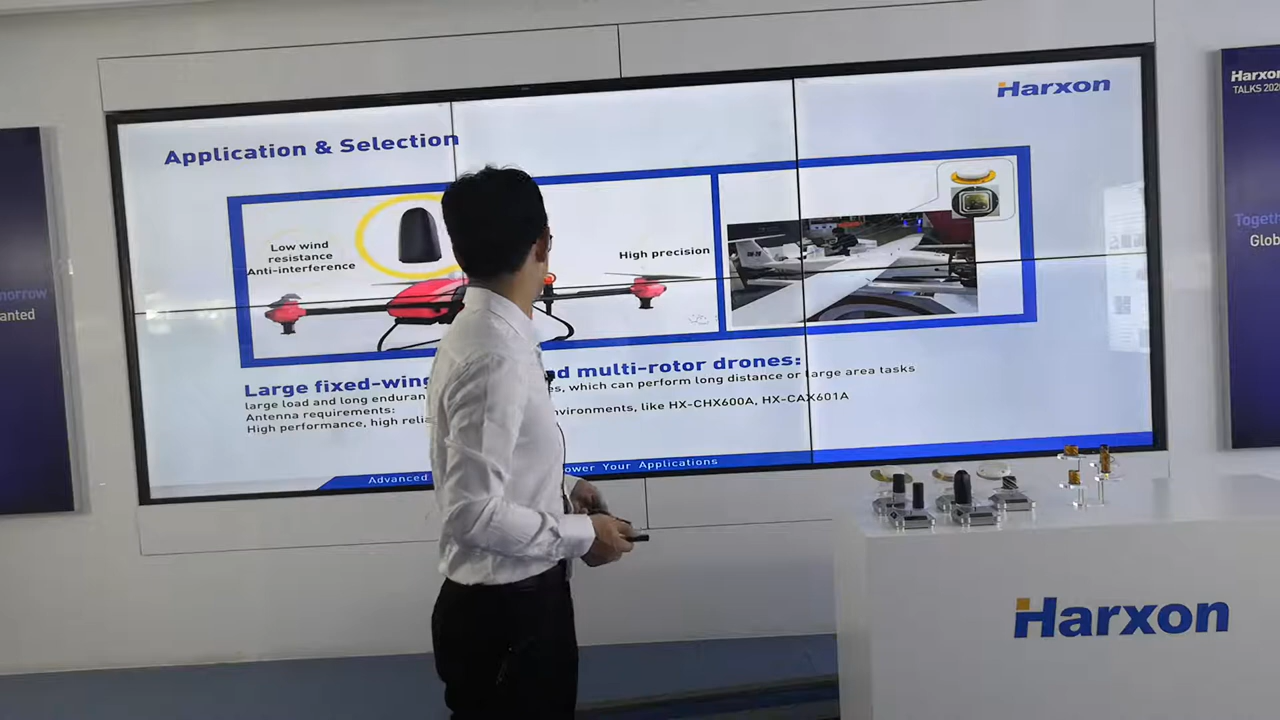 Harxon
Application & Selection
Low wind
resistance
Anti-interference
High precision
Large fixed-wing
nd multi-rotor drones:
large load and long enduran
es, which can perform long distance or large area tasks
Antenna requirements:
High performance, high relia
nvironments, like HX-CHX600A, HX-CAX601A
Advanced
ower Your Applications
morrow
anted
Harxon
TALKS 202
Togeth
Glob
Harxon